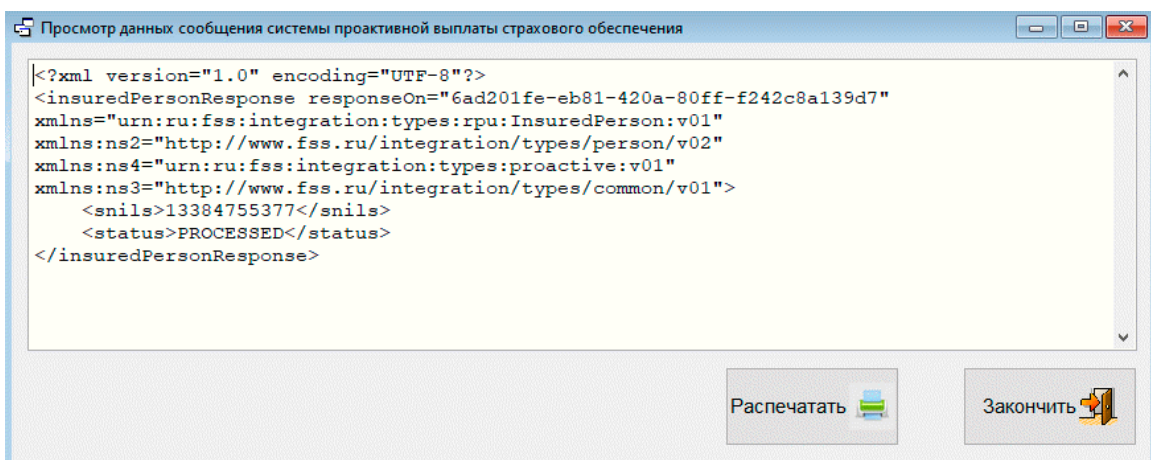 Просмотр данных сообщения системы проактивной выплаты страхового обеспечения
<?xml version="1.0" encoding="UTF-8"?>
<insuredPersonResponse responseOn="6ad201fe-eb81-420a-80ff-f242c8a139d7"
xmlns="urn:ru:fss:integration:types:rpu:InsuredPerson:v01"
xmlns:ns2="http://www.fss.ru/integration/types/person/v02"
xmlns:ns4="urn:ru:fss:integration:types:proactive:v01"
xmlns:ns3="http://www.fss.ru/integration/types/common/v01">
    <snils>13384755377</snils>
    <status>PROCESSED</status>
</insuredPersonResponse>
Распечатать
Закончить